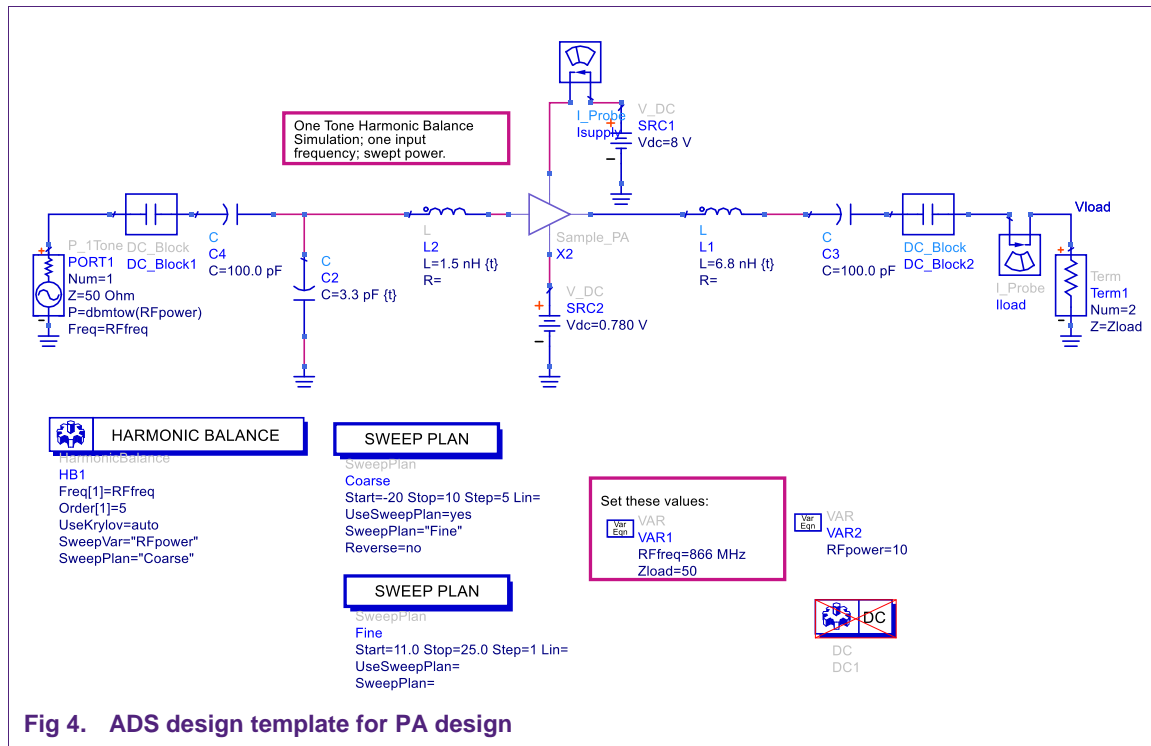 I_Probe
Isupply
V_DC
SRC1
Vdc=8 V
One Tone Harmonic Balance
Simulation; one input
frequency; swept power.
Vload
P_1Tone
PORT1
Num=1
Z=50 Ohm
P=dbmtow(RFpower)
Freq=RFfreq
DC_Block
DC_Block1
C
C4
C=100.0 pF
C
C2
C=3.3 pF {t}
L
L2
L=1.5 nH {t}
R=
Sample_PA
X2
V_DC
SRC2
Vdc=0.780 V
L
L1
L=6.8 nH {t}
R=
C
C3
C=100.0 pF
DC_Block
DC_Block2
I_Probe
Iload
Term
Term1
Num=2
Z=Zload
HARMONIC BALANCE
HarmonicBalance
HB1
Freq[1]=RFfreq
Order[1]=5
UseKrylov=auto
SweepVar="RFpower"
SweepPlan="Coarse"
SWEEP PLAN
SweepPlan
Coarse
Start=-20 Stop=10 Step=5 Lin=
UseSweepPlan=yes
SweepPlan="Fine"
Reverse=no
SWEEP PLAN
SweepPlan
Fine
Start=11.0 Stop=25.0 Step=1 Lin=
UseSweepPlan=
SweepPlan=
Set these values:
Var
Eqn
VAR
VAR1
RFfreq=866 MHz
Zload=50
Var
Eqn
VAR
VAR2
RFpower=10
DC
DC
DC1
Fig 4. ADS design template for PA design